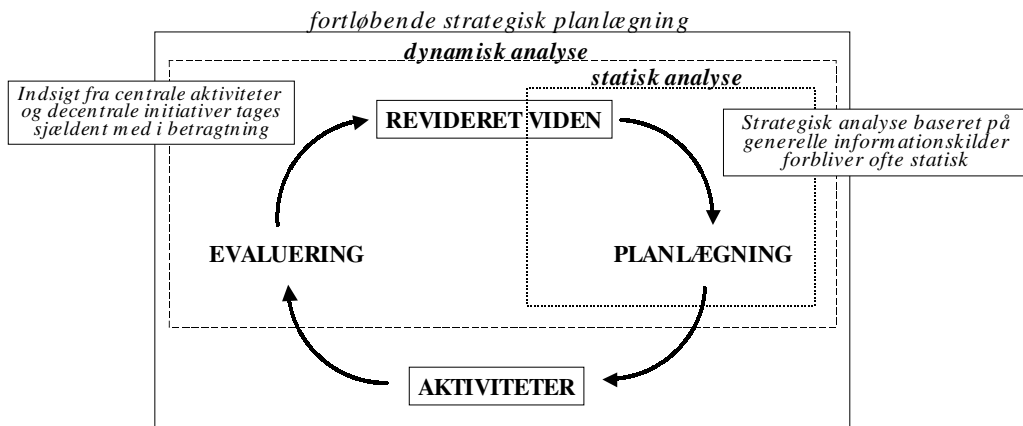 fortløbende strategisk planlægning
dynamisk analyse
statisk analyse
Indsigt fra centrale aktiviteter
og decentrale initiativer tages
sjældent med i betragtning
REVIDERET VIDEN
Strategisk analyse baseret på
generelle informationskilder
forbliver ofte statisk
EVALUERING
PLANLÆGNING
AKTIVITETER